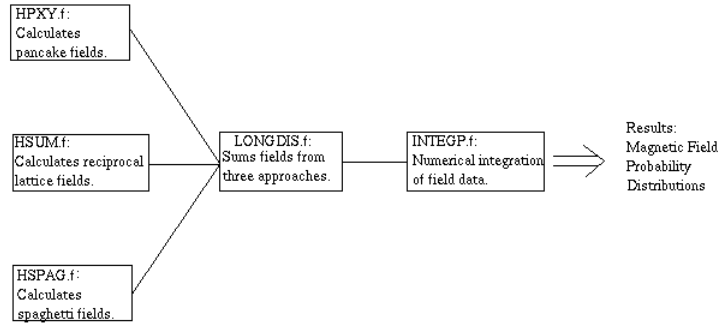 HPXY.f:
Calculates
pancake fields.
HSUM.f:
Calculates reciprocal
lattice fields.
HSPAG.f:
Calculates
spaghetti fields.
LONGDIS.f:
Sums fields from
three approaches.
INTEGP.f:
Numerical integration
of field data.
Results:
Magnetic Field
Probability
Distributions